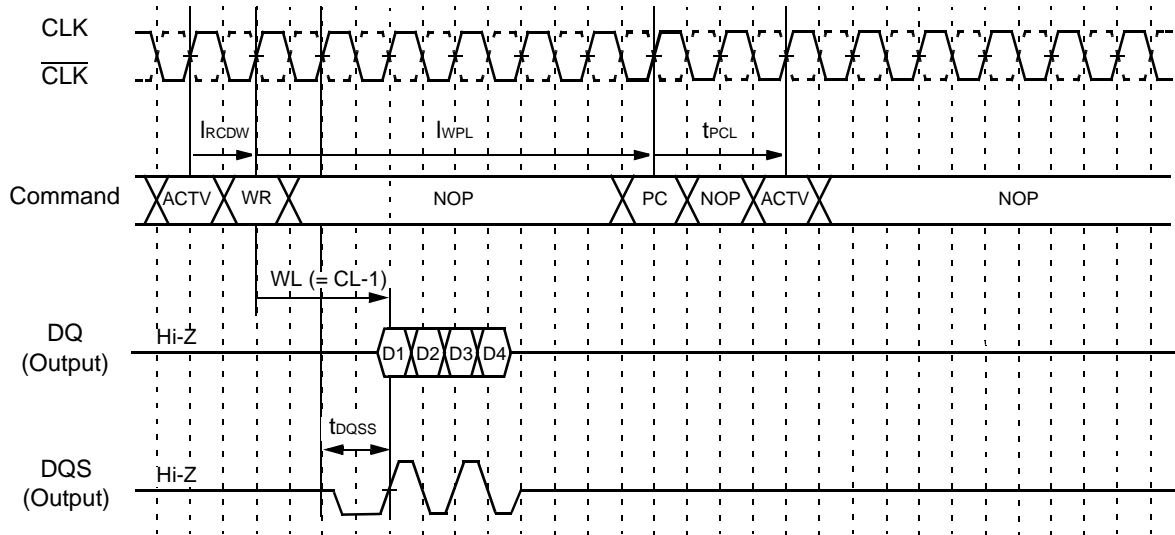 CLK
CLK
IRCDW
IWPL
tPCL
Command
ACTV
WR
NOP
PC
NOP
ACTV
NOP
WL (= CL-1)
DQ
(Output)
Hi-Z
D1
D2
D3
D4
tDQSS
DQS
(Output)
Hi-Z